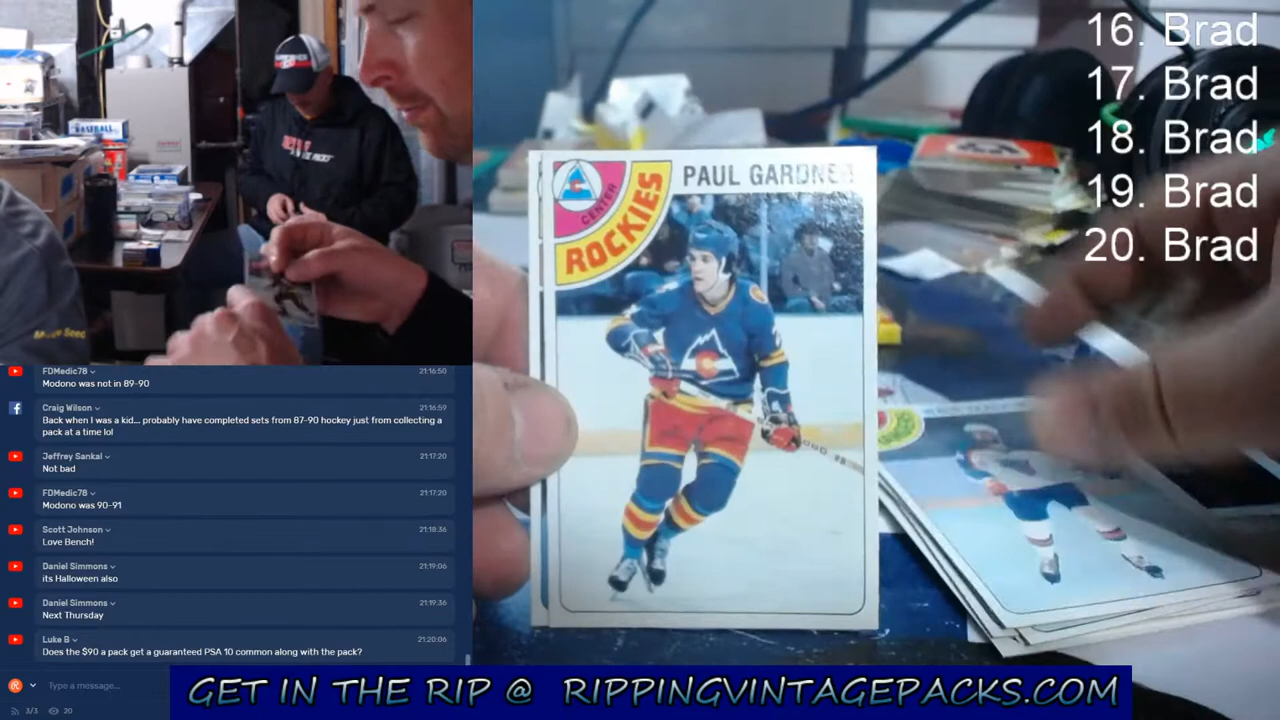 16. Brad
17. Brad
18. Brad
19. Brad
20. Brad
BASEBALL
PAUL GARDNER
CENTER
ROCKIES
FDMedic78
21:16:50
Modono was not in 89-90
Craig Wilson
21:16:59
Back when I was a kid... probably have completed sets from 87-90 hockey just from collecting a
pack at a time lol
Jeffrey Sankal
21:17:20
Not bad
FDMedic78
21:17:20
Modono was 90-91
Scott Johnson
21:18:36
Love Bench!
Daniel Simmons
21:19:06
its Halloween also
Daniel Simmons
21:19:36
Next Thursday
Luke B
21:20:06
Does the $90 a pack get a guaranteed PSA 10 common along with the pack?
Type a message...
3/3
20
GET IN THE RIP @ RIPPINGVINTAGEPACKS.COM